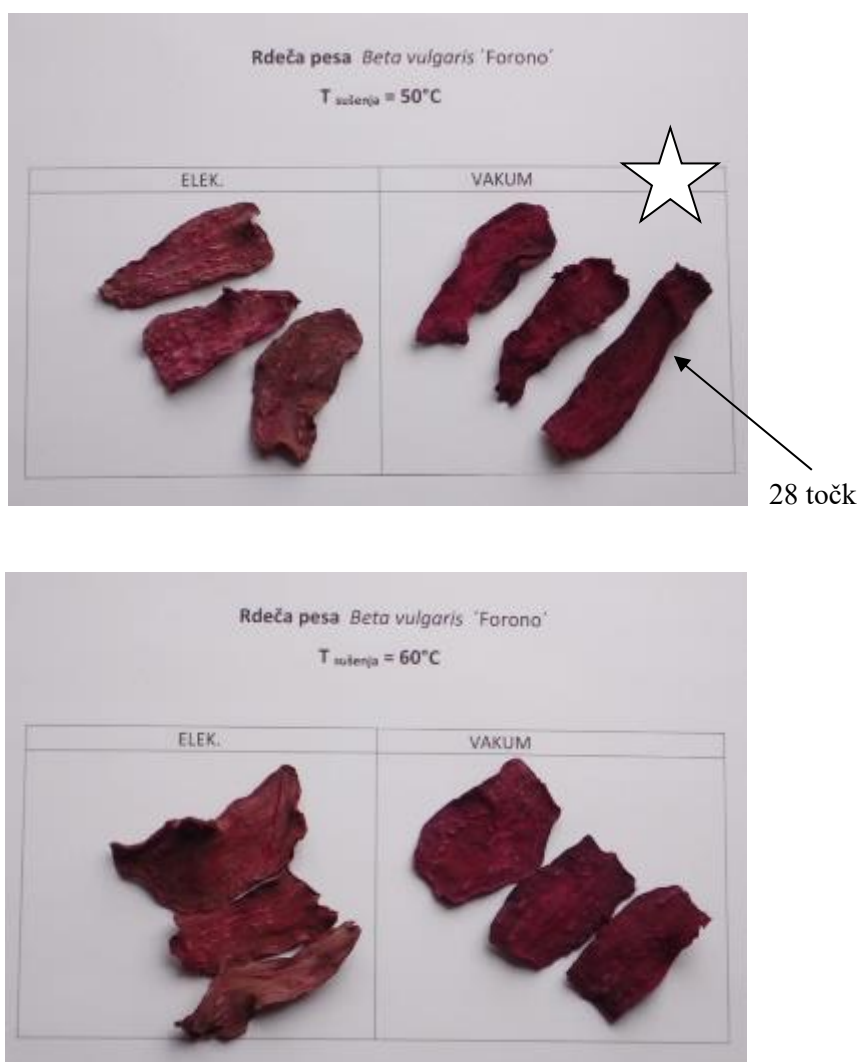 Rdeča pesa Beta vulgaris ´Forono´
T sušenja = 50°C
ELEK. VAKUM
28 točk
Rdeča pesa Beta vulgaris ´Forono´
T sušenja = 60°C
ELEK. VAKUM